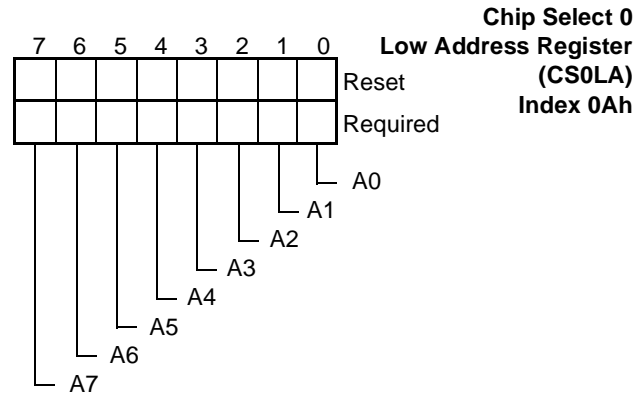 Chip Select 0
Low Address Register
(CS0LA)
Index 0Ah
7 6 5 4 3 2 1 0
Reset
Required
A0
A1
A2
A3
A4
A5
A6
A7